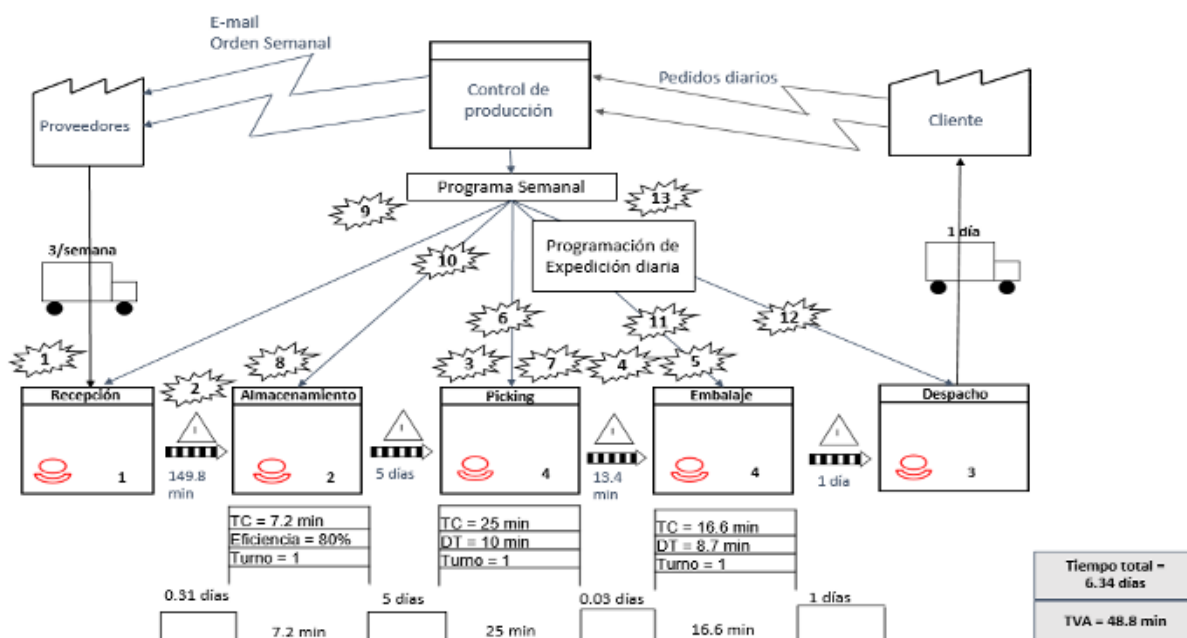 E-mail
Orden Semanal
Proveedores
Control de
producción
Pedidos diarios
Cliente
Programa Semanal
9
13
3/semana
10
Programación de
Expedición diaria
1 día
6
11
12
1
2
8
3
7
4
5
Recepción
Almacenamiento
Picking
Embalaje
Despacho
I
I
I
I
1
2
4
4
3
149.8
min
5 días
13.4
min
1 día
TC = 7.2 min
Eficiencia = 80%
Turno = 1
TC = 25 min
DT = 10 min
Turno = 1
TC = 16.6 min
DT = 8.7 min
Turno = 1
0.31 días
7.2 min
5 días
25 min
0.03 días
16.6 min
1 días
Tiempo total =
6.34 días
TVA = 48.8 min